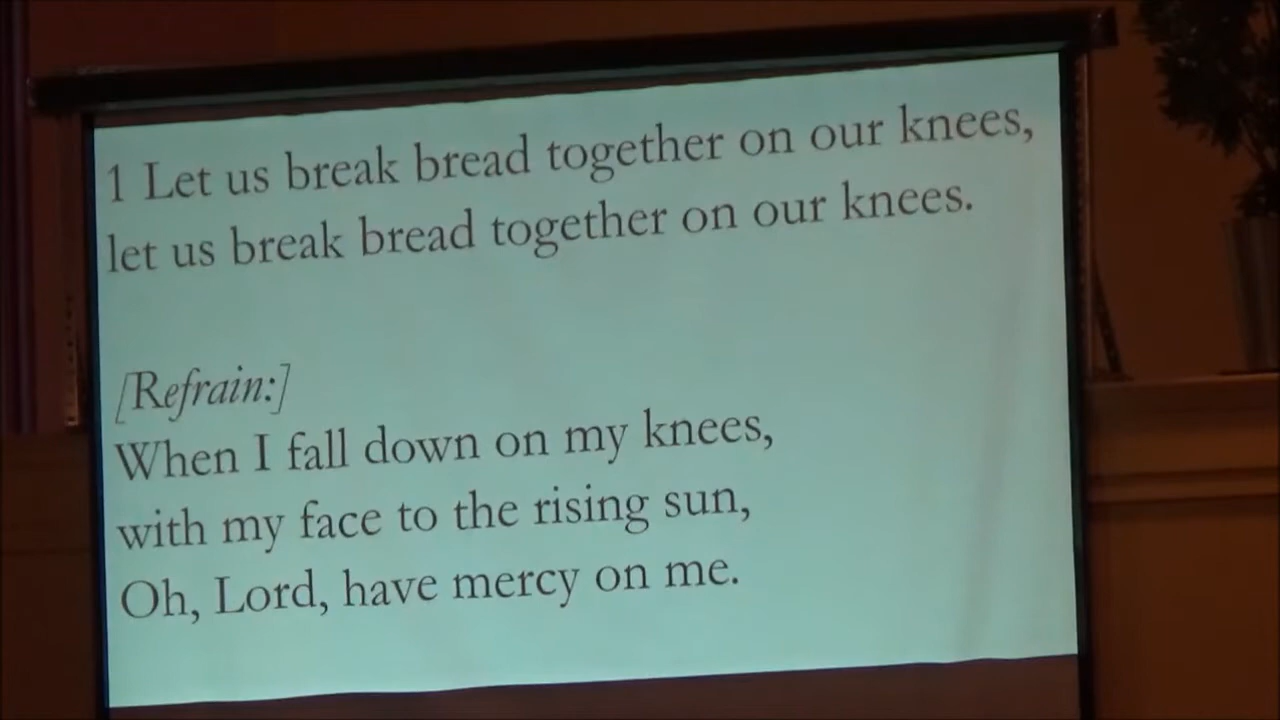 1 Let us break bread together on our knees,
let us break bread together on our knees.
[Refrain:]
When I fall down on my knees,
with my face to the rising sun,
Oh, Lord, have mercy on me.